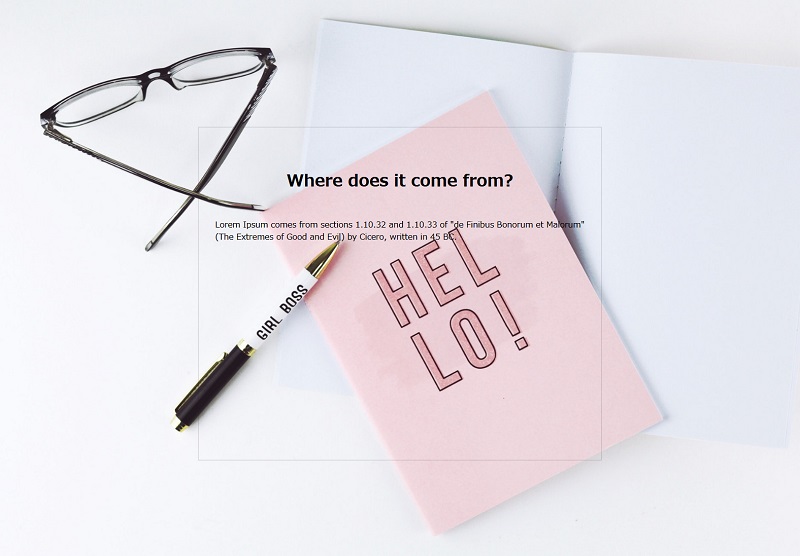 Where does it come from?
Lorem Ipsum comes from sections 1.10.32 and 1.10.33 of "de Finibus Bonorum et Malorum"
(The Extremes of Good and Evil) by Cicero, written in 45 BC.
GIRL BOSS
HEL
LO!